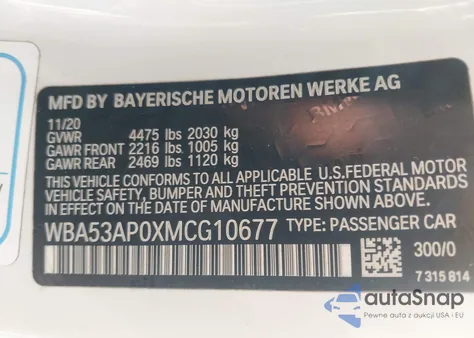 MFD BY BAYERISCHE MOTOREN WERKE AG
11/20
GVWR 4475 lbs 2030 kg
GAWR FRONT 2216 lbs 1005 kg
GAWR REAR 2469 lbs 1120 kg
THIS VEHICLE CONFORMS TO ALL APPLICABLE U.S.FEDERAL MOTOR
VEHICLE SAFETY, BUMPER AND THEFT PREVENTION STANDARDS IN
EFFECT ON THE DATE OF MANUFACTURE SHOWN ABOVE.
WBA53AP0XMCG10677 TYPE: PASSENGER CAR
300/0
7 315 814
autoSnap
Pewne auta z aukcji USA i EU